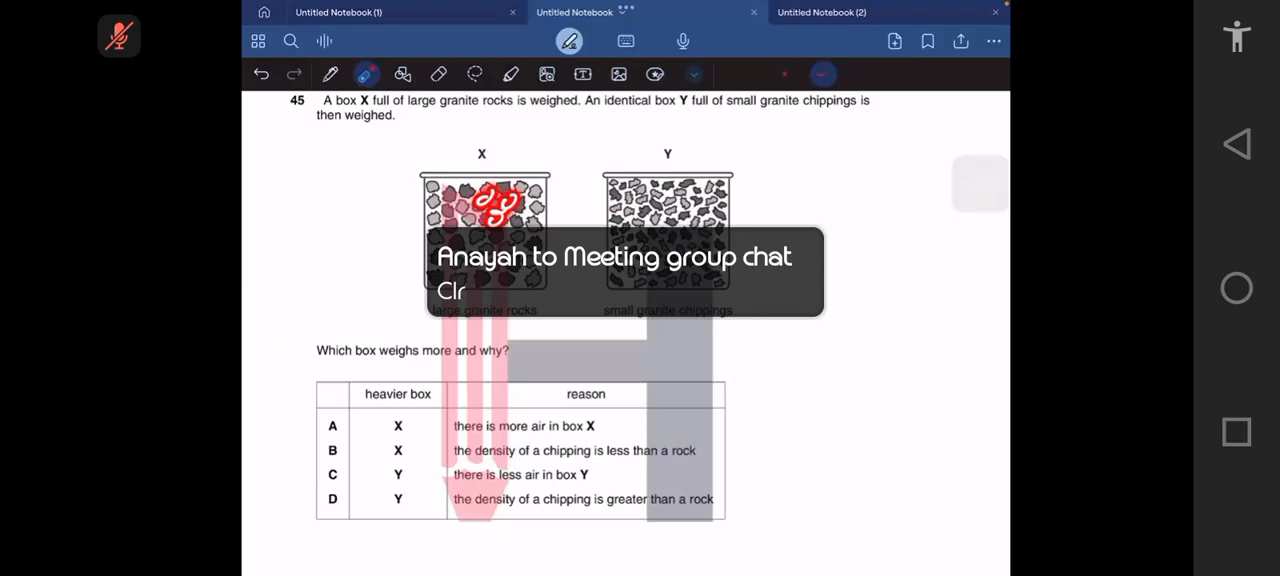 Untitled Notebook (1)
Untitled Notebook
Untitled Notebook (2)
45 A box X full of large granite rocks is weighed. An identical box Y full of small granite chippings is
then weighed.
X Y
Anayah to Meeting group chat
Clr
large granite rocks small granite chippings
Which box weighs more and why?
heavier box reason
A X there is more air in box X
B X the density of a chipping is less than a rock
C Y there is less air in box Y
D Y the density of a chipping is greater than a rock